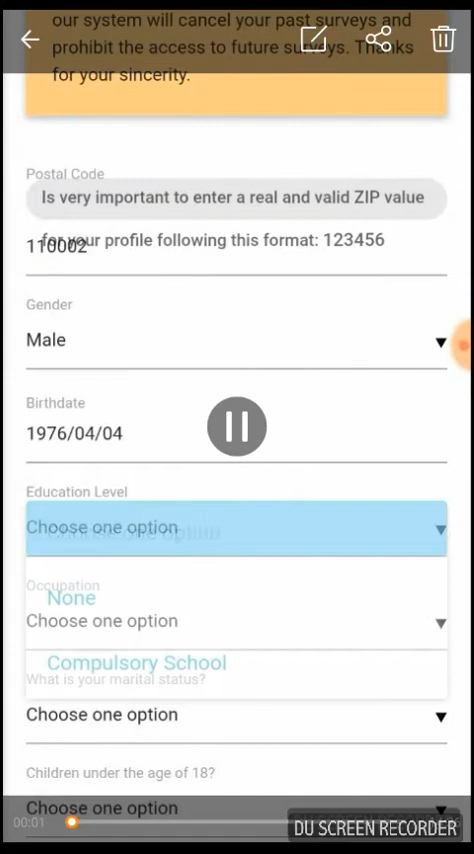 our system will cancel your past surveys and
prohibit the access to future surveys. Thanks
for your sincerity.
Postal Code
Is very important to enter a real and valid ZIP value
for your profile following this format: 123456
110002
Gender
Male
Birthdate
1976/04/04
Education Level
Choose one option
Choose one option
Occupation
None
Choose one option
Compulsory School
What is your marital status?
Choose one option
Children under the age of 18?
Choose one option
00:01
DU SCREEN RECORDER